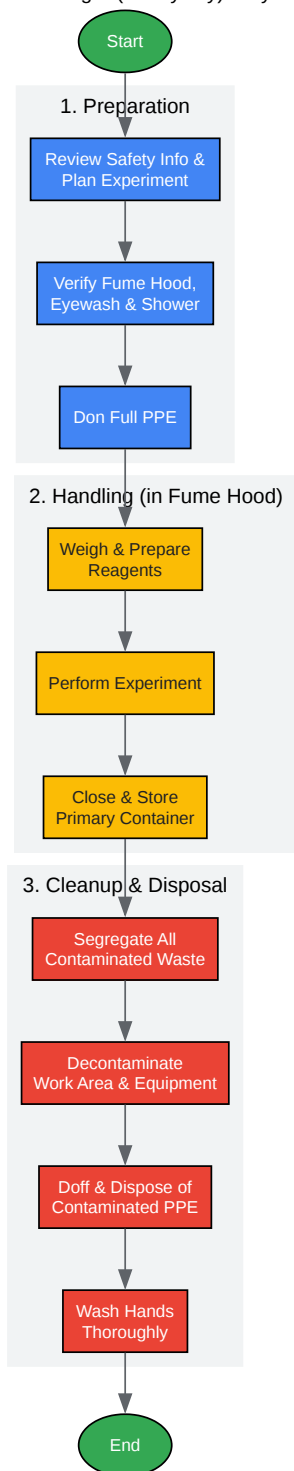 Start
1. Preparation
Review Safety Info &
Plan Experiment
Verify Fume Hood,
Eyewash & Shower
Don Full PPE
2. Handling (in Fume Hood)
Weigh & Prepare
Reagents
Perform Experiment
Close & Store
Primary Container
3. Cleanup & Disposal
Segregate All
Contaminated Waste
Decontaminate
Work Area & Equipment
Doff & Dispose of
Contaminated PPE
Wash Hands
Thoroughly
End